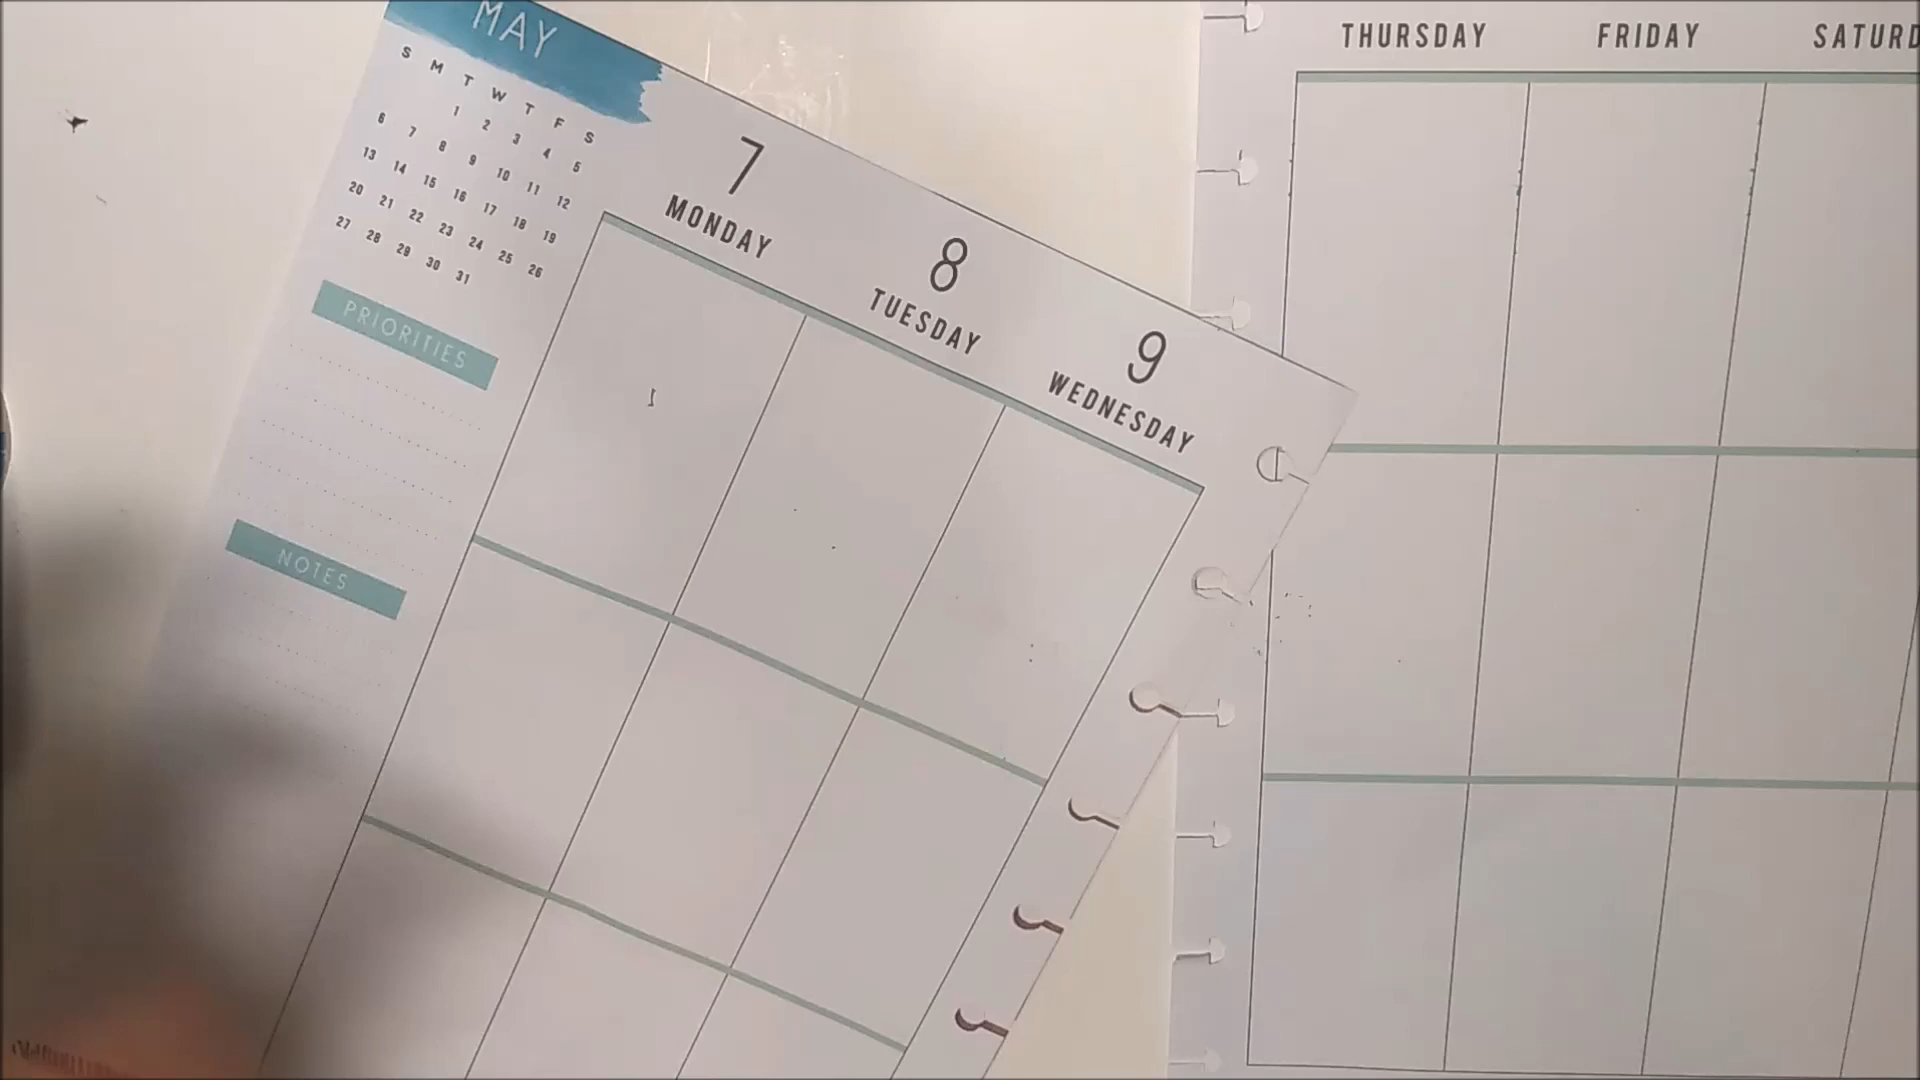 MAY
S M T W T F S
1 2 3 4 5
6 7 8 9 10 11 12
13 14 15 16 17 18 19
20 21 22 23 24 25 26
27 28 29 30 31
PRIORITIES
NOTES
7
MONDAY
8
TUESDAY
9
WEDNESDAY
THURSDAY
FRIDAY
SATURD